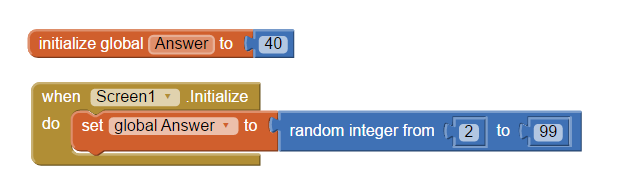 initialize global Answer to 40
when Screen1 .Initialize
do set global Answer to random integer from 2 to 99